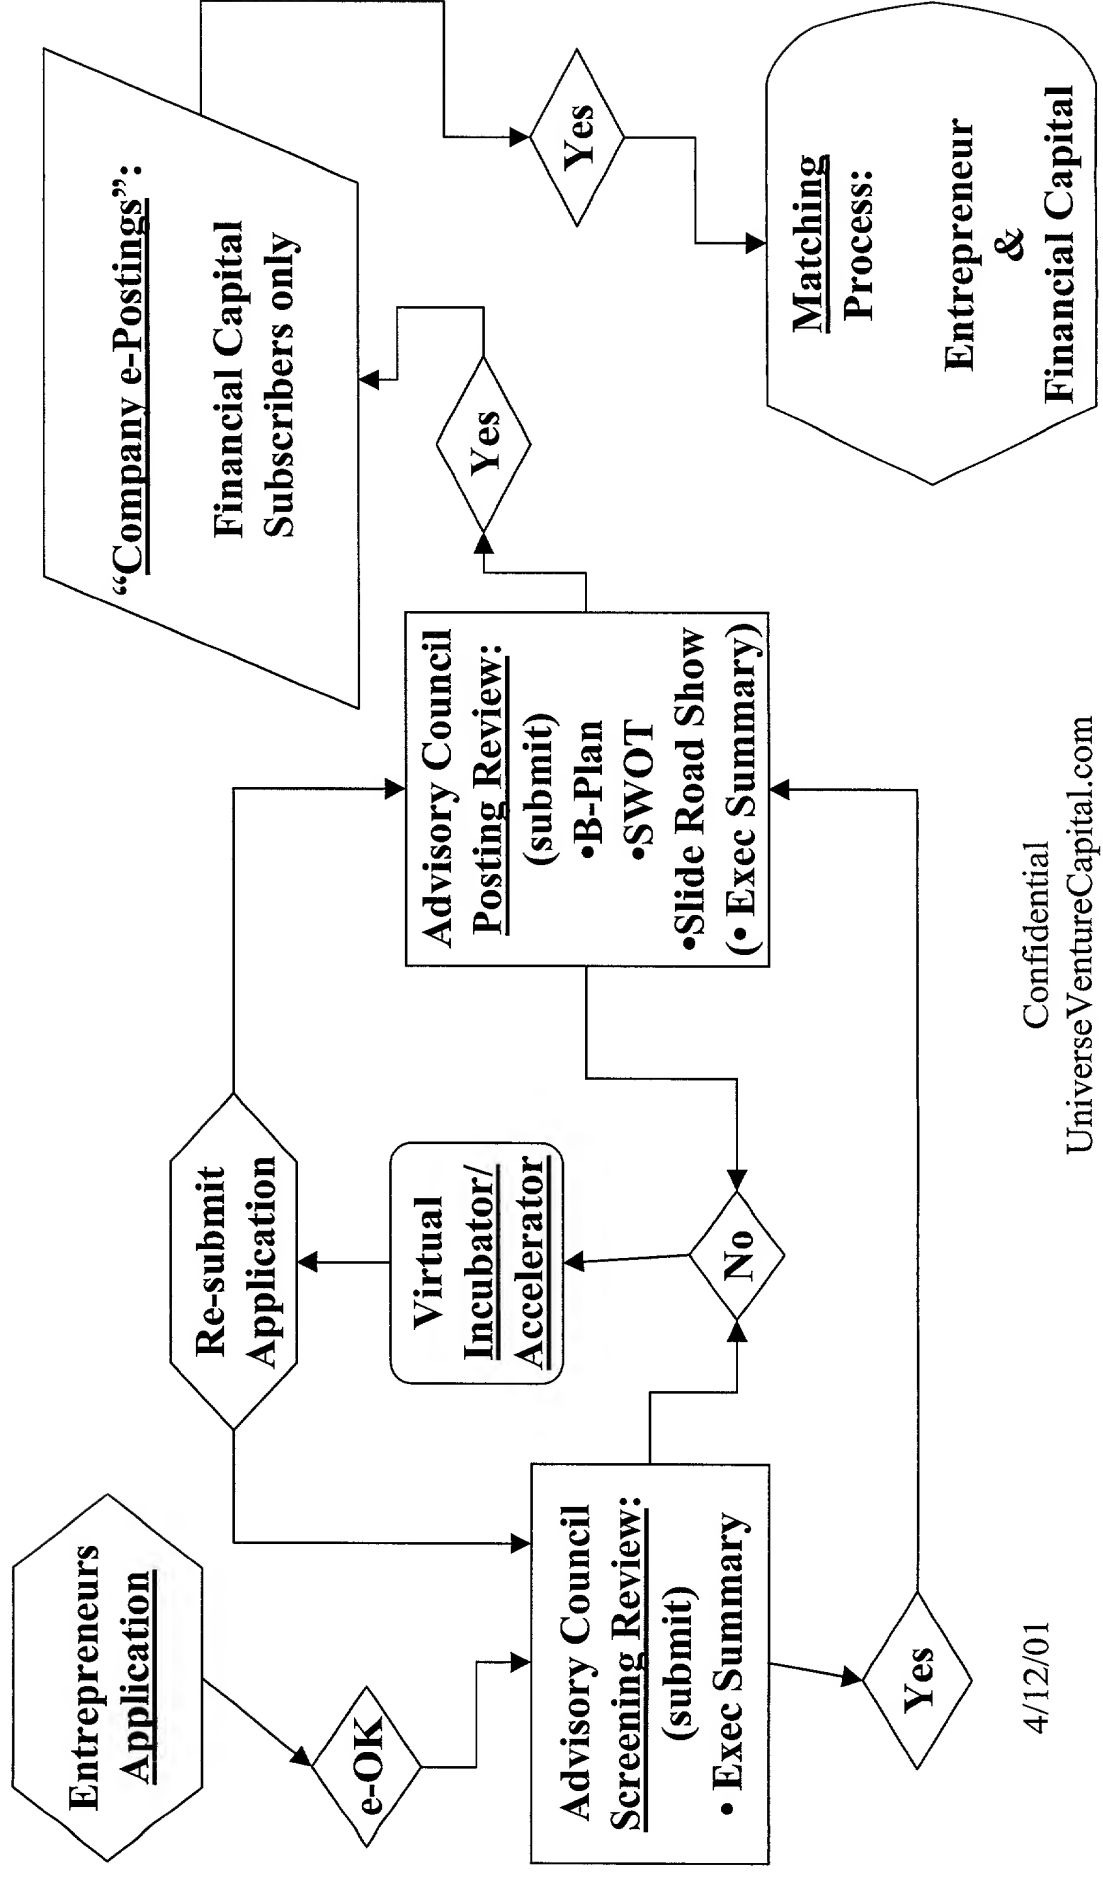 Entrepreneurs
Application
e-OK
Advisory Council
Screening Review:
(submit)
• Exec Summary
Yes
Re-submit
Application
Virtual
Incubator/
Accelerator
No
Advisory Council
Posting Review:
(submit)
•B-Plan
•SWOT
•Slide Road Show
(• Exec Summary)
Yes
“Company e-Postings”:
Financial Capital
Subscribers only
Yes
Matching
Process:
Entrepreneur
&
Financial Capital
4/12/01
Confidential
UniverseVentureCapital.com